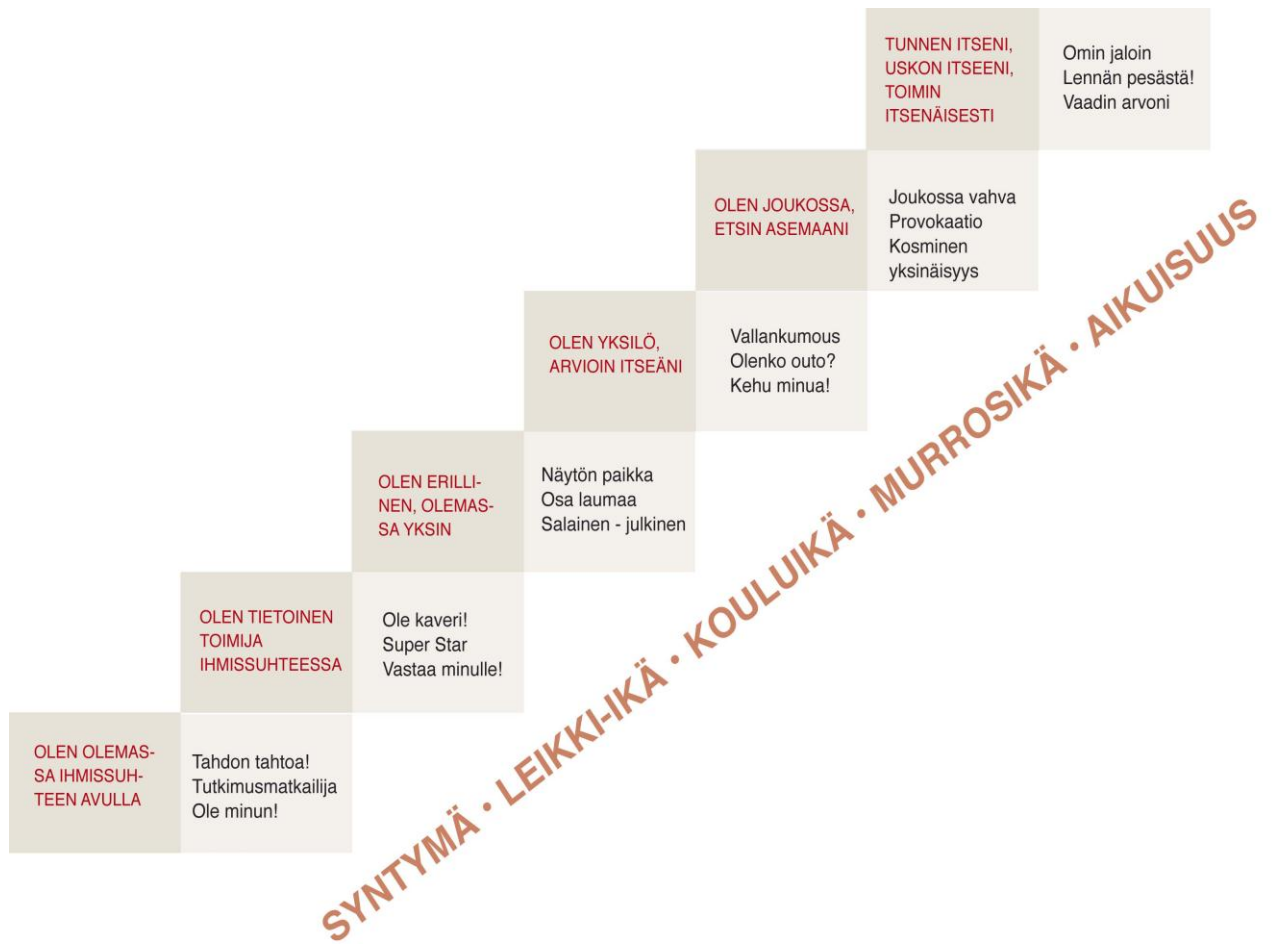 TUNNEN ITSENI,
USKON ITSEENI,
TOIMIN
ITSENÄISESTI
Omin jaloin
Lennän pesästä!
Vaadin arvoni
OLEN JOUKOSSA,
ETSIN ASEMAANI
Joukossa vahva
Provokaatio
Kosminen
yksinäisyys
OLEN YKSILÖ,
ARVIOIN ITSEÄNI
Vallankumous
Olenko outo?
Kehu minua!
OLEN ERILLI-
NEN, OLEMAS-
SA YKSIN
Näytön paikka
Osa laumaa
Salainen - julkinen
OLEN TIETOINEN
TOIMIJA
IHMISSUHTEESSA
Ole kaveri!
Super Star
Vastaa minulle!
OLEN OLEMAS-
SA IHMISSUH-
TEEN AVULLA
Tahdon tahtoa!
Tutkimusmatkailija
Ole minun!
SYNTYMÄ • LEIKKI-IKÄ • KOULUIKÄ • MURROSIKÄ • AIKUISUUS